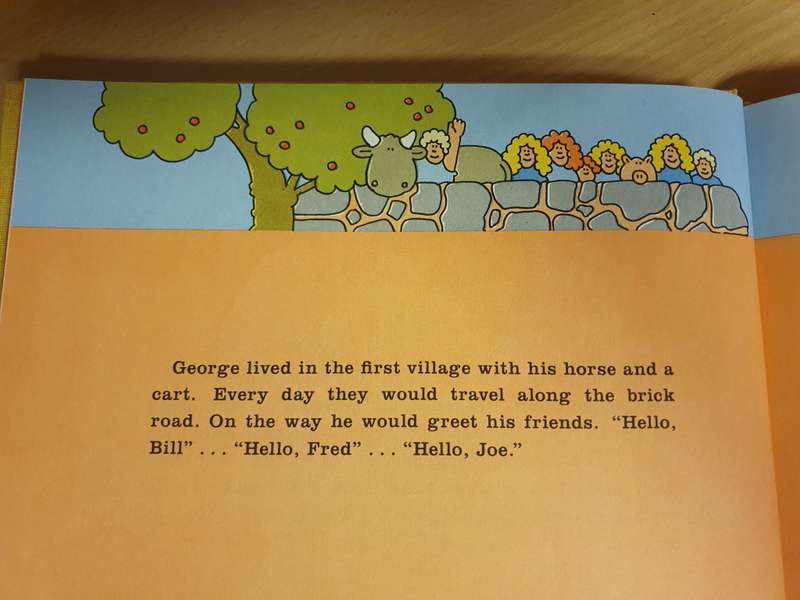 George lived in the first village with his horse and a
cart. Every day they would travel along the brick
road. On the way he would greet his friends. “Hello,
Bill” . . . “Hello, Fred” . . . “Hello, Joe.”